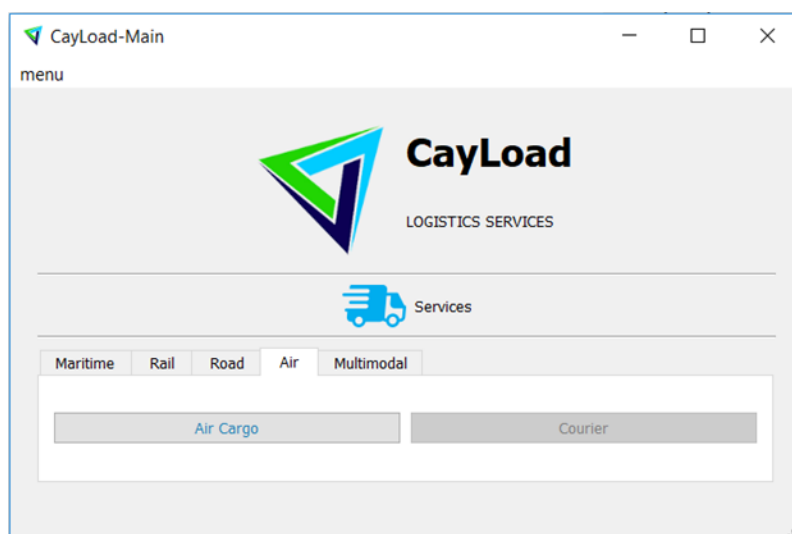 CayLoad-Main
menu
CayLoad
LOGISTICS SERVICES
Services
Maritime Rail Road Air Multimodal
Air Cargo Courier